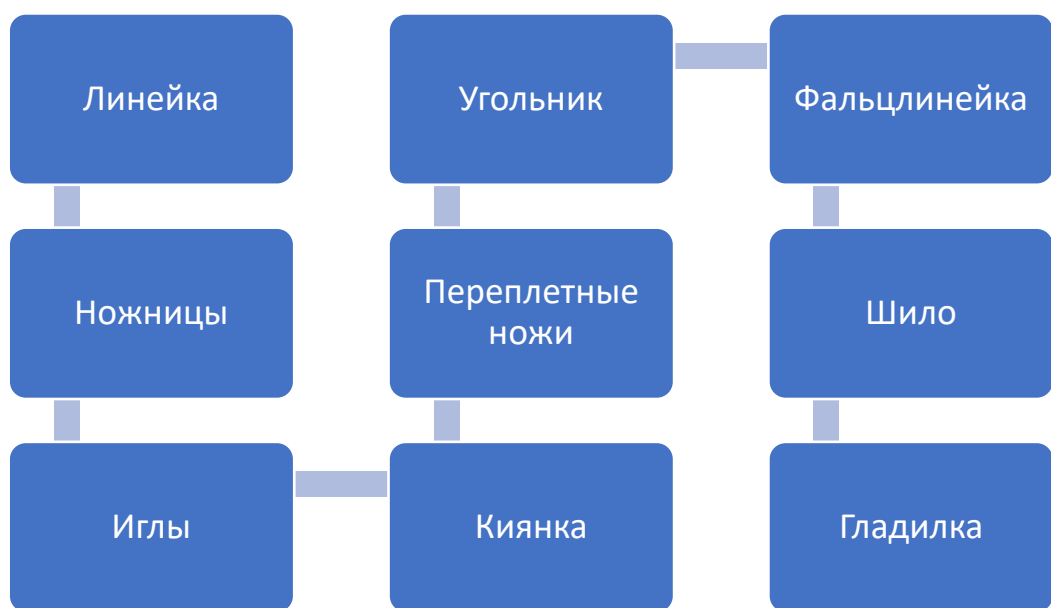 Линейка
Ножницы
Иглы
Киянка
Переплетные
ножи
Угольник
Фальцлинейка
Шило
Гладилка